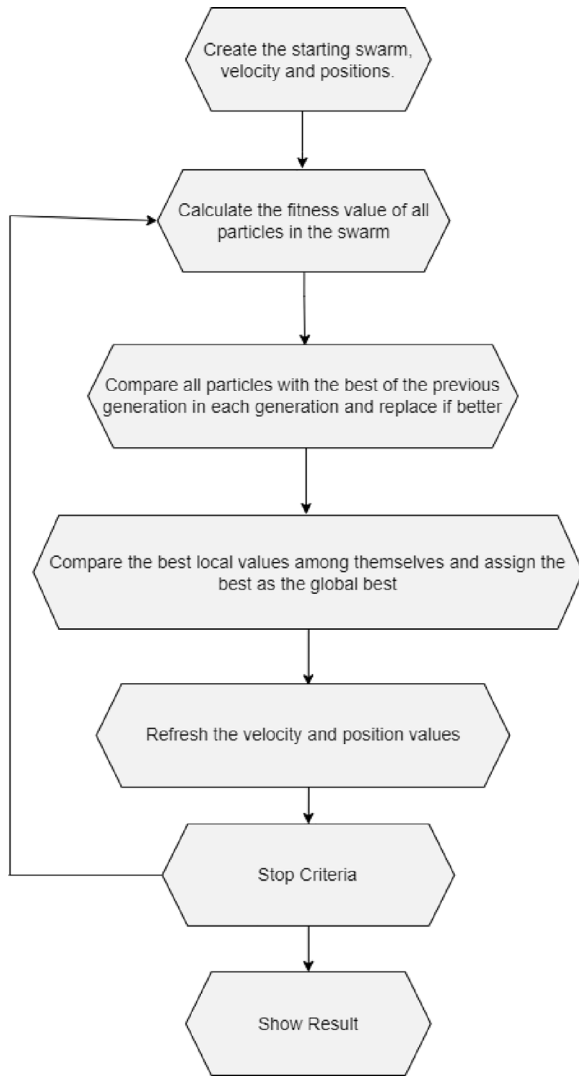 Create the starting swarm,
velocity and positions.
Calculate the fitness value of all
particles in the swarm
Compare all particles with the best of the previous
generation in each generation and replace if better
Compare the best local values among themselves and assign the
best as the global best
Refresh the velocity and position values
Stop Criteria
Show Result